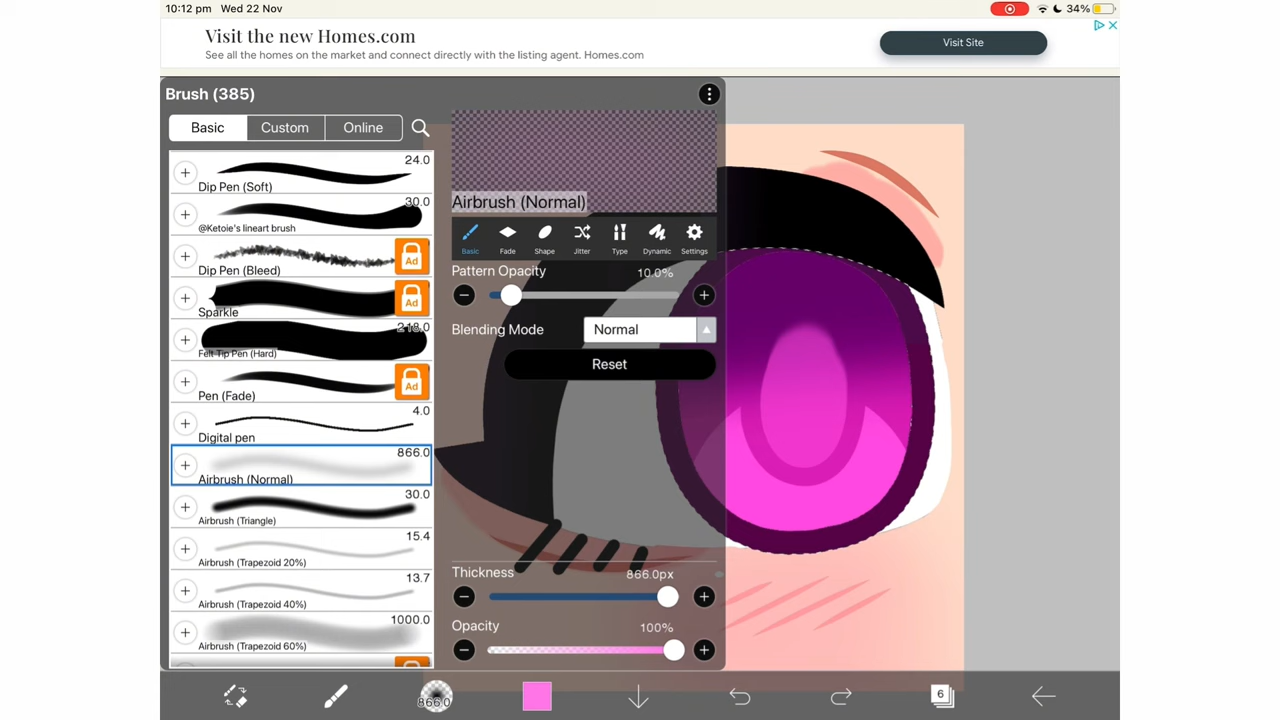 10:12 pm Wed 22 Nov
34%
Visit the new Homes.com
See all the homes on the market and connect directly with the listing agent. Homes.com
Visit Site
Brush (385)
Basic Custom Online
24.0
Dip Pen (Soft)
30.0
@Ketoie's lineart brush
Dip Pen (Bleed)
Ad
Sparkle
Ad
218.0
Felt Tip Pen (Hard)
Pen (Fade)
Ad
4.0
Digital pen
866.0
Airbrush (Normal)
30.0
Airbrush (Triangle)
15.4
Airbrush (Trapezoid 20%)
13.7
Airbrush (Trapezoid 40%)
1000.0
Airbrush (Trapezoid 60%)
Airbrush (Normal)
Basic Fade Shape Jitter Type Dynamic Settings
Pattern Opacity 10.0%
Blending Mode Normal
Reset
Thickness 866.0px
Opacity 100%
866.0
6